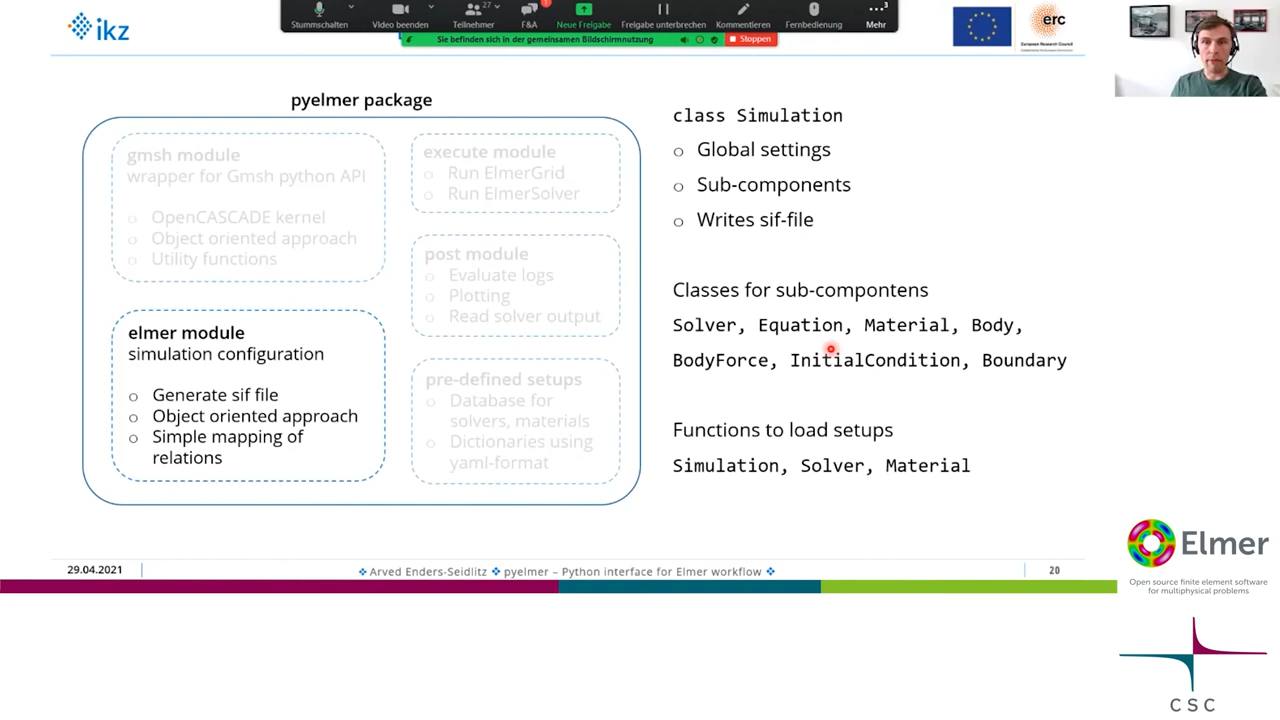 ikz
Stummschalten
Video beenden
27
Teilnehmer
1
F&A
Neue Freigabe
Freigabe unterbrechen
Kommentieren
Fernbedienung
Mehr
Sie befinden sich in der gemeinsamen Bildschirmnutzung
Stoppen
erc
European Research Council
pyelmer package
gmsh module
wrapper for Gmsh python API
o OpenCASCADE kernel
o Object oriented approach
o Utility functions
elmer module
simulation configuration
o Generate sif file
o Object oriented approach
o Simple mapping of
relations
execute module
o Run ElmerGrid
o Run ElmerSolver
post module
o Evaluate logs
o Plotting
o Read solver output
pre-defined setups
o Database for
solvers, materials
o Dictionaries using
yaml-format
class Simulation
o Global settings
o Sub-components
o Writes sif-file
Classes for sub-compontens
Solver, Equation, Material, Body,
BodyForce, InitialCondition, Boundary
Functions to load setups
Simulation, Solver, Material
29.04.2021
Arved Enders-Seidlitz ❖ pyelmer – Python interface for Elmer workflow
20
Elmer
Open source finite element software
for multiphysical problems
CSC